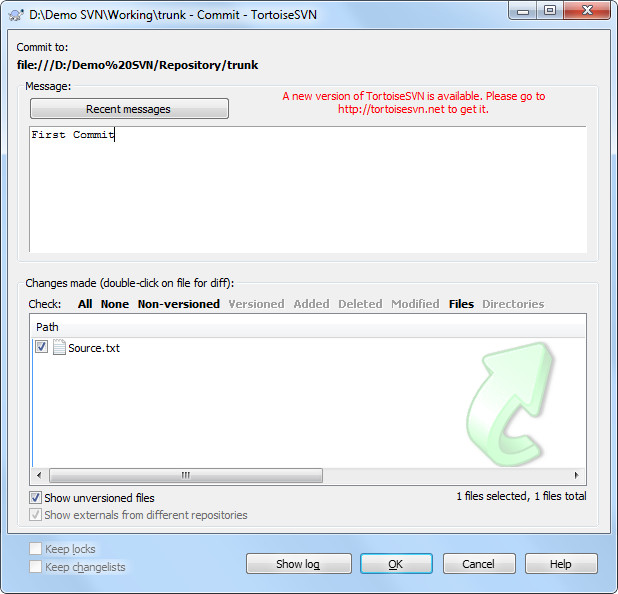 D:\Demo SVN\Working\trunk - Commit - TortoiseSVN
Commit to:
file:///D:/Demo%20SVN/Repository/trunk
Message:
Recent messages
A new version of TortoiseSVN is available. Please go to
http://tortoisesvn.net to get it.
First Commit
Changes made (double-click on file for diff):
Check: All None Non-versioned Versioned Added Deleted Modified Files Directories
Path
Source.txt
Show unversioned files
1 files selected, 1 files total
Show externals from different repositories
Keep locks
Keep changelists
Show log OK Cancel Help